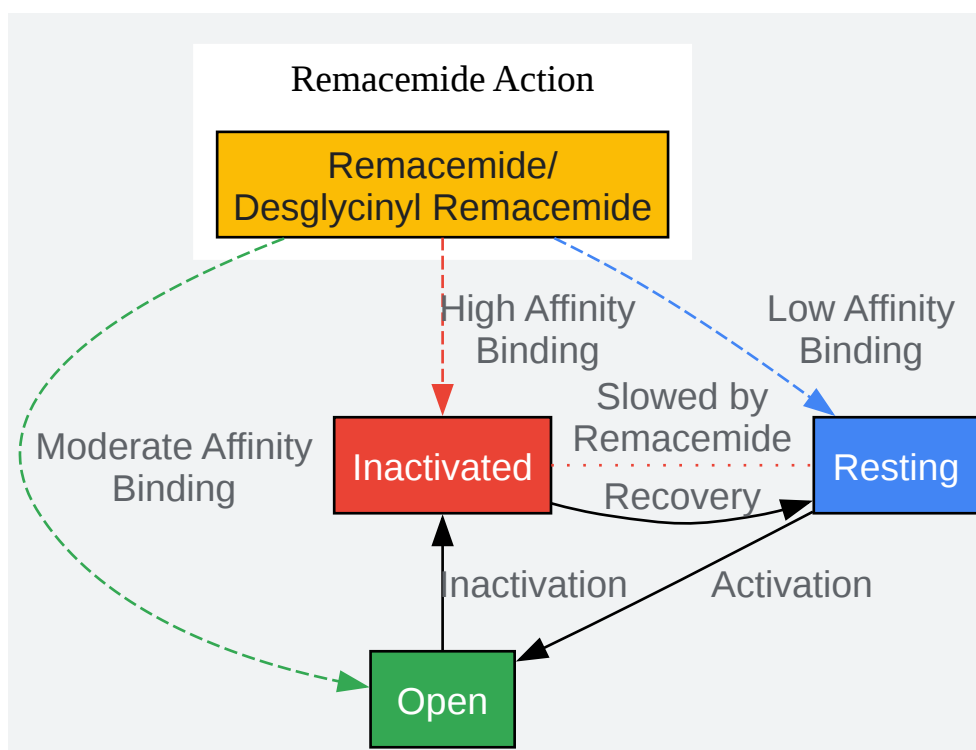 Remacemide Action
Remacemide/
Desglycinyl Remacemide
High Affinity
Binding
Low Affinity
Binding
Slowed by
Remacemide
Moderate Affinity
Binding
Inactivated
Resting
Recovery
Inactivation
Activation
Open